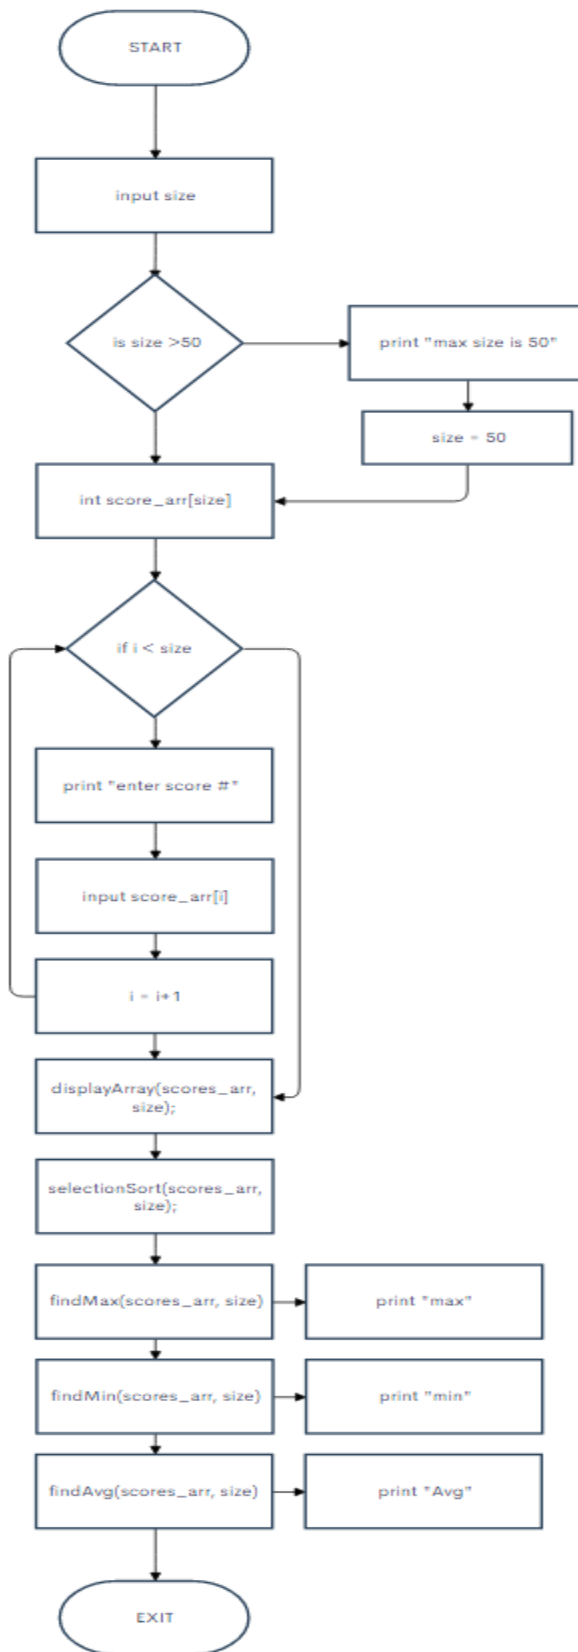 START
input size
is size >50
print "max size is 50"
size = 50
int score_arr[size]
if i < size
print "enter score #"
input score_arr[i]
i = i+1
displayArray(scores_arr,
size);
selectionSort(scores_arr,
size);
findMax(scores_arr, size)
print "max"
findMin(scores_arr, size)
print "min"
findAvg(scores_arr, size)
print "Avg"
EXIT